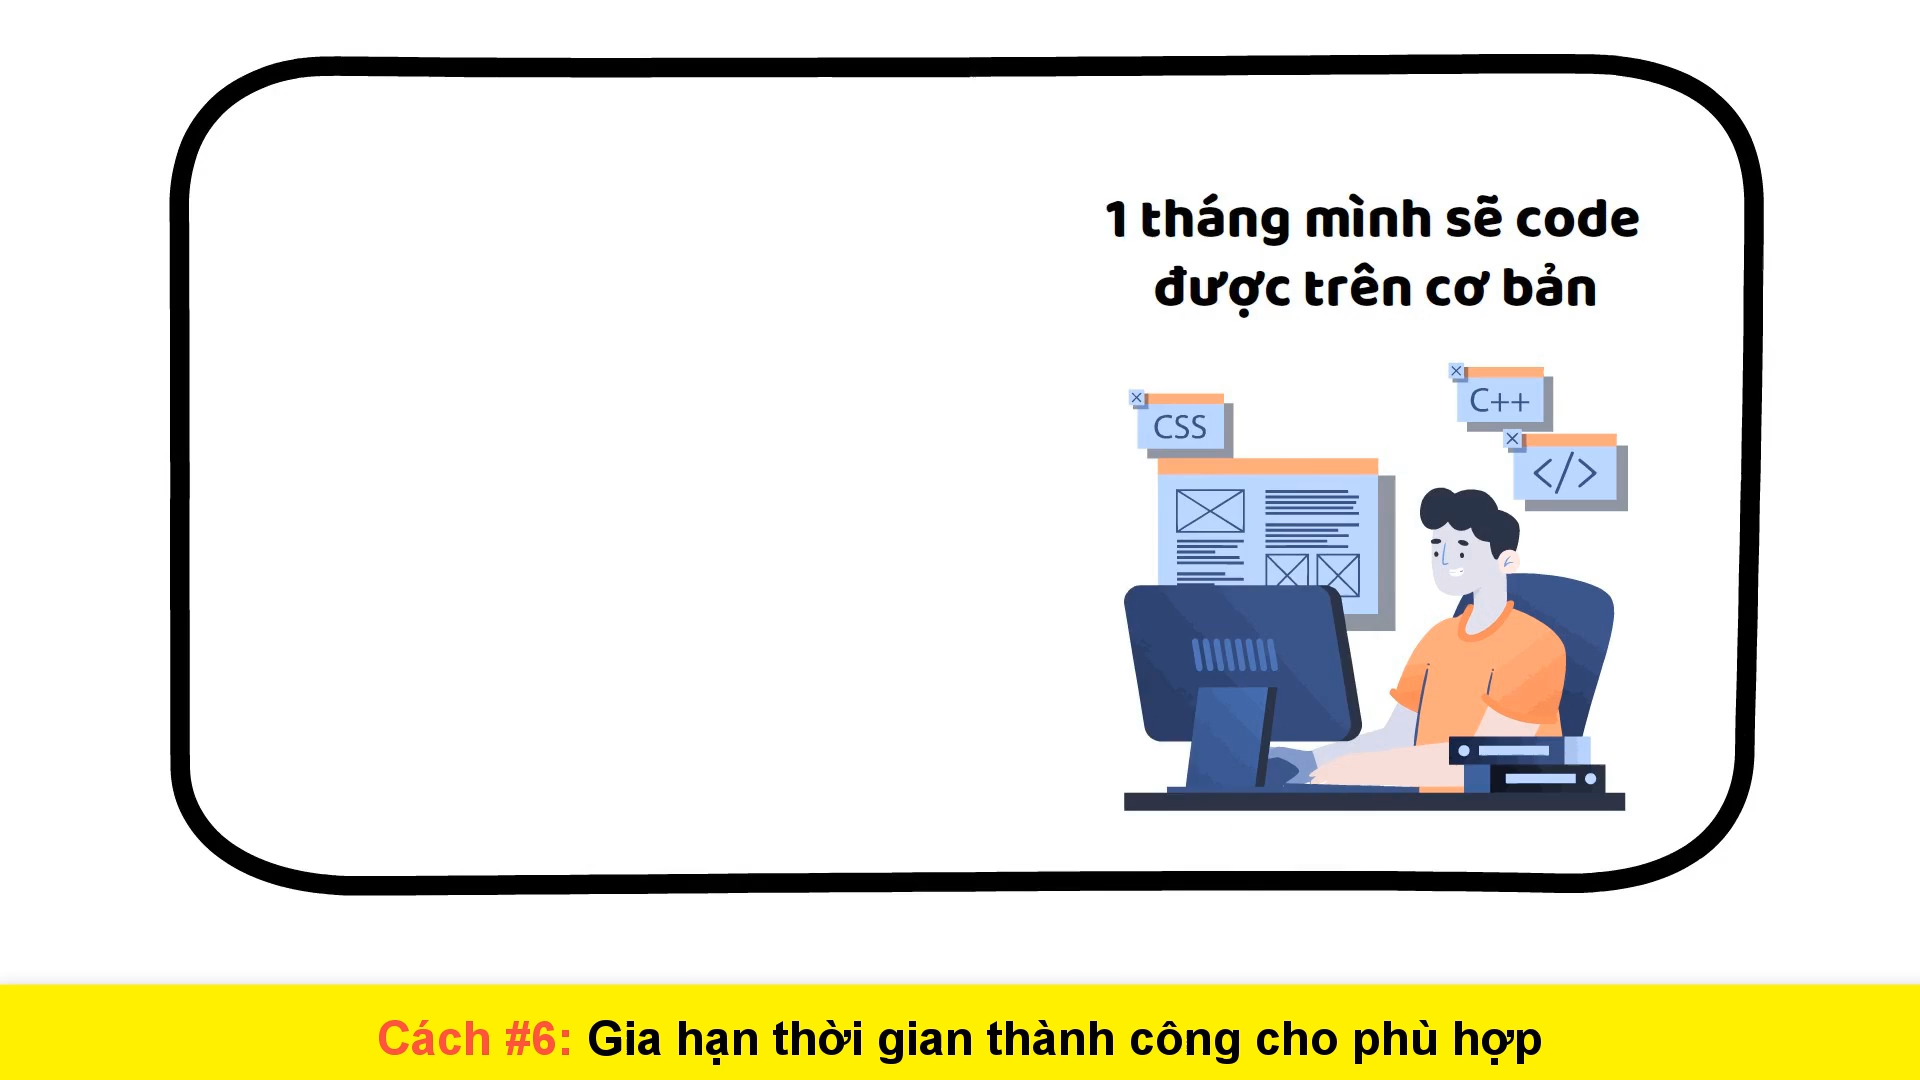 1 tháng mình sẽ code
được trên cơ bản
C++
CSS
</>
Cách #6: Gia hạn thời gian thành công cho phù hợp